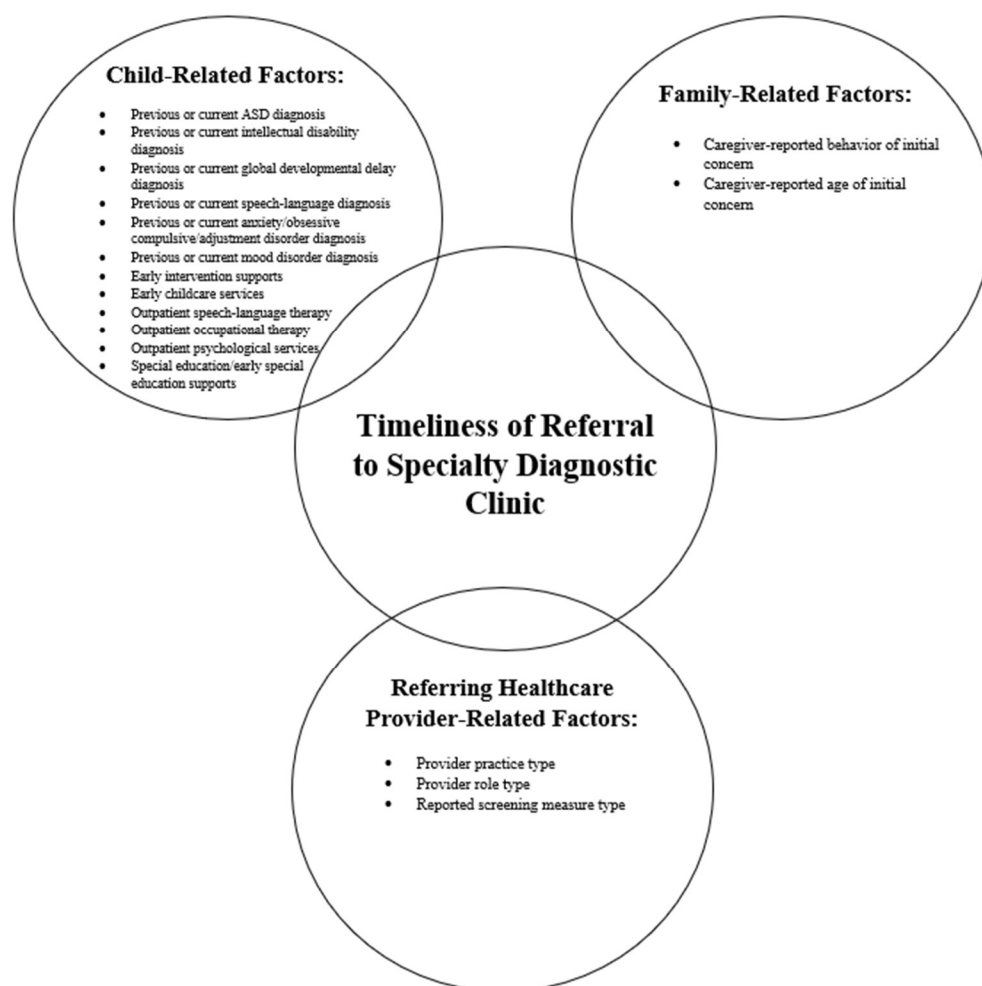 Child-Related Factors:
• Previous or current ASD diagnosis
• Previous or current intellectual disability
diagnosis
• Previous or current global developmental delay
diagnosis
• Previous or current speech-language diagnosis
• Previous or current anxiety/obsessive
compulsive/adjustment disorder diagnosis
• Previous or current mood disorder diagnosis
• Early intervention supports
• Early childcare services
• Outpatient speech-language therapy
• Outpatient occupational therapy
• Outpatient psychological services
• Special education/early special
education supports
Family-Related Factors:
• Caregiver-reported behavior of initial
concern
• Caregiver-reported age of initial
concern
Timeliness of Referral
to Specialty Diagnostic
Clinic
Referring Healthcare
Provider-Related Factors:
• Provider practice type
• Provider role type
• Reported screening measure type